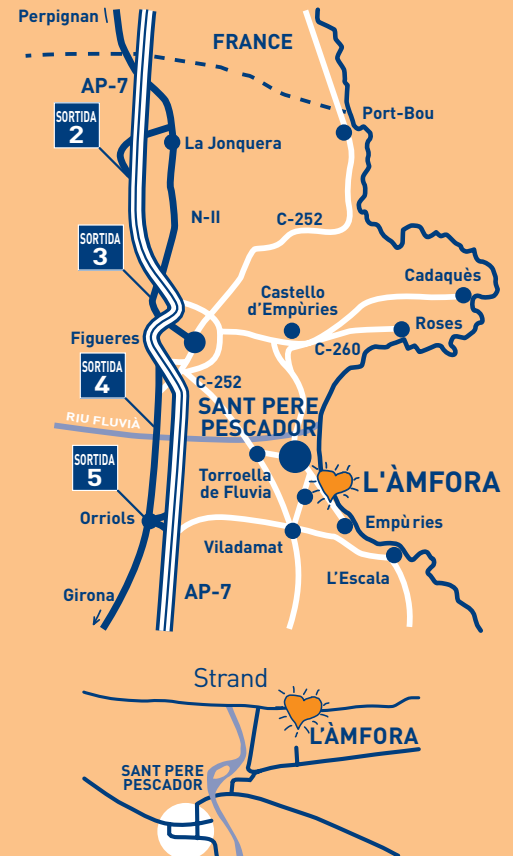 Perpignan
FRANCE
AP-7
SORTIDA
2
Port-Bou
La Jonquera
N-II
C-252
SORTIDA
3
Cadaquès
Castello
d'Empùries
Roses
Figueres
C-260
SORTIDA
4
C-252
SANT PERE
PESCADOR
RIU FLUVIÀ
SORTIDA
5
Torroella
de Fluvia
L'ÀMFORA
Orriols
Empùries
Viladamat
L'Escala
Girona
AP-7
Strand
L'ÀMFORA
SANT PERE
PESCADOR